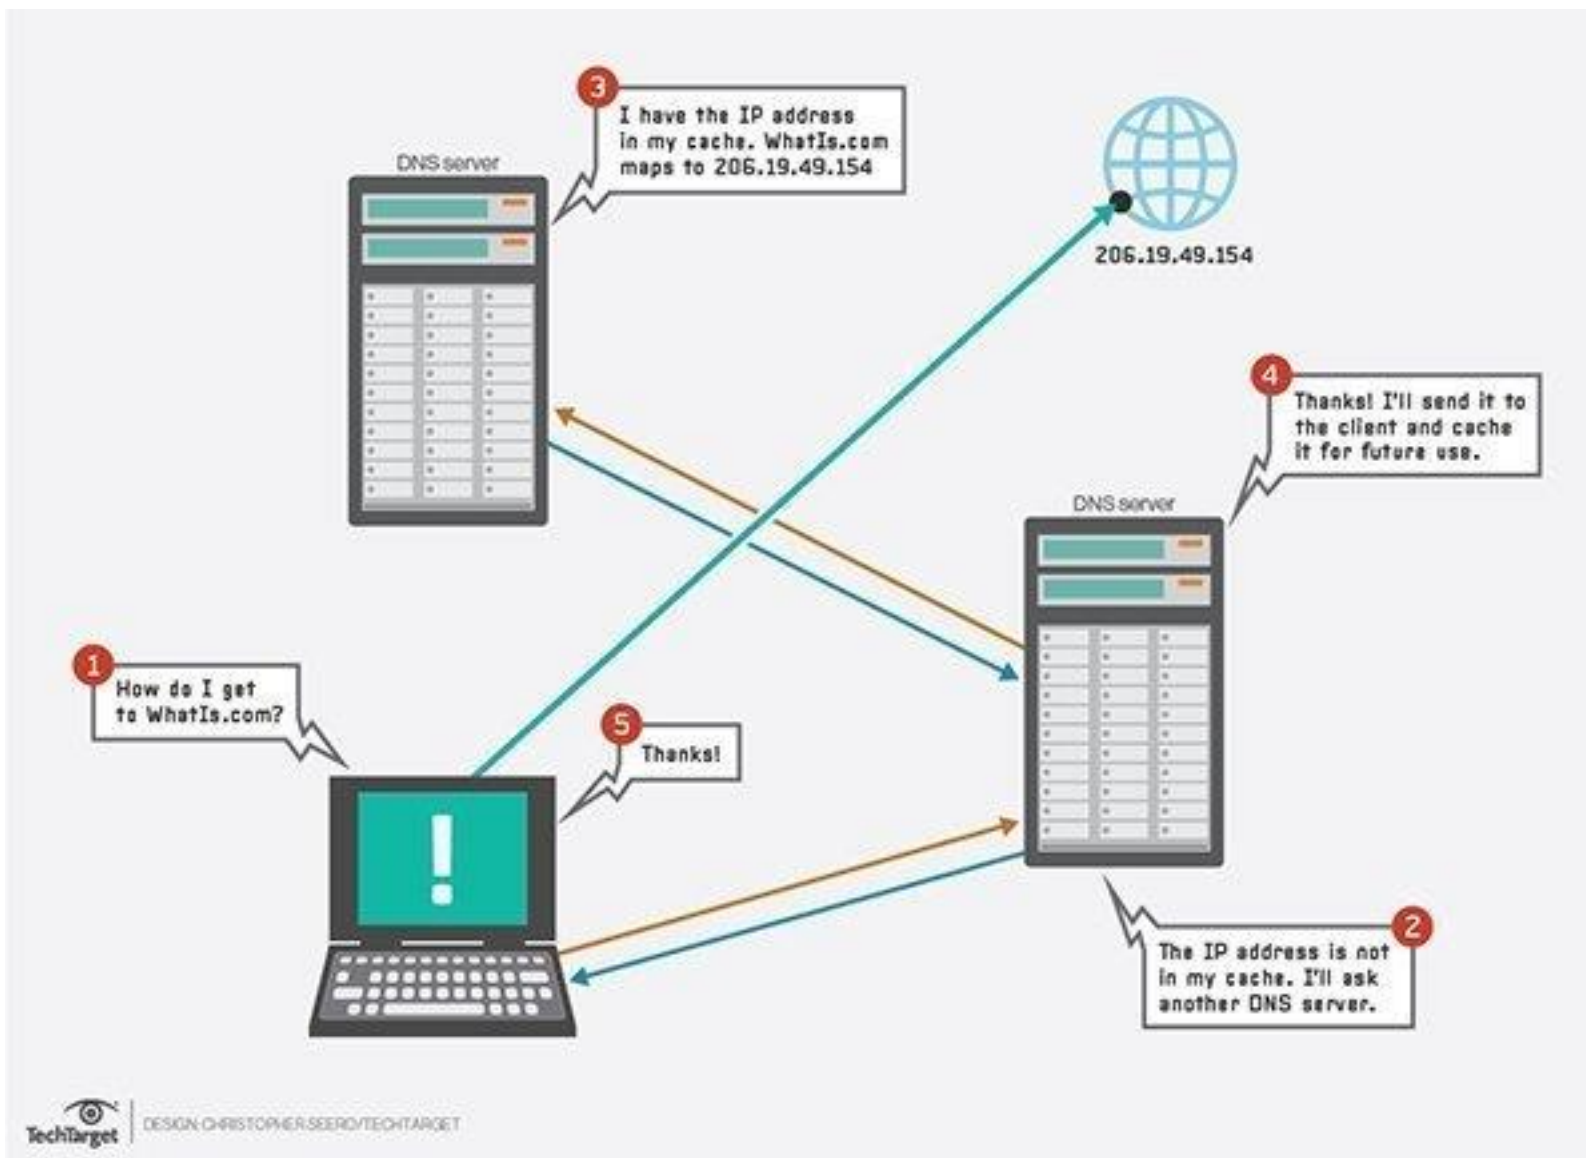 3
I have the IP address
in my cache. WhatIs.com
maps to 206.19.49.154
DNS server
206.19.49.154
4
Thanks! I'll send it to
the client and cache
it for future use.
DNS server
1
How do I get
to WhatIs.com?
5
Thanks!
!
2
The IP address is not
in my cache. I'll ask
another DNS server.
TechTarget
DESIGN: CHRISTOPHER SEERO/TECHTARGET